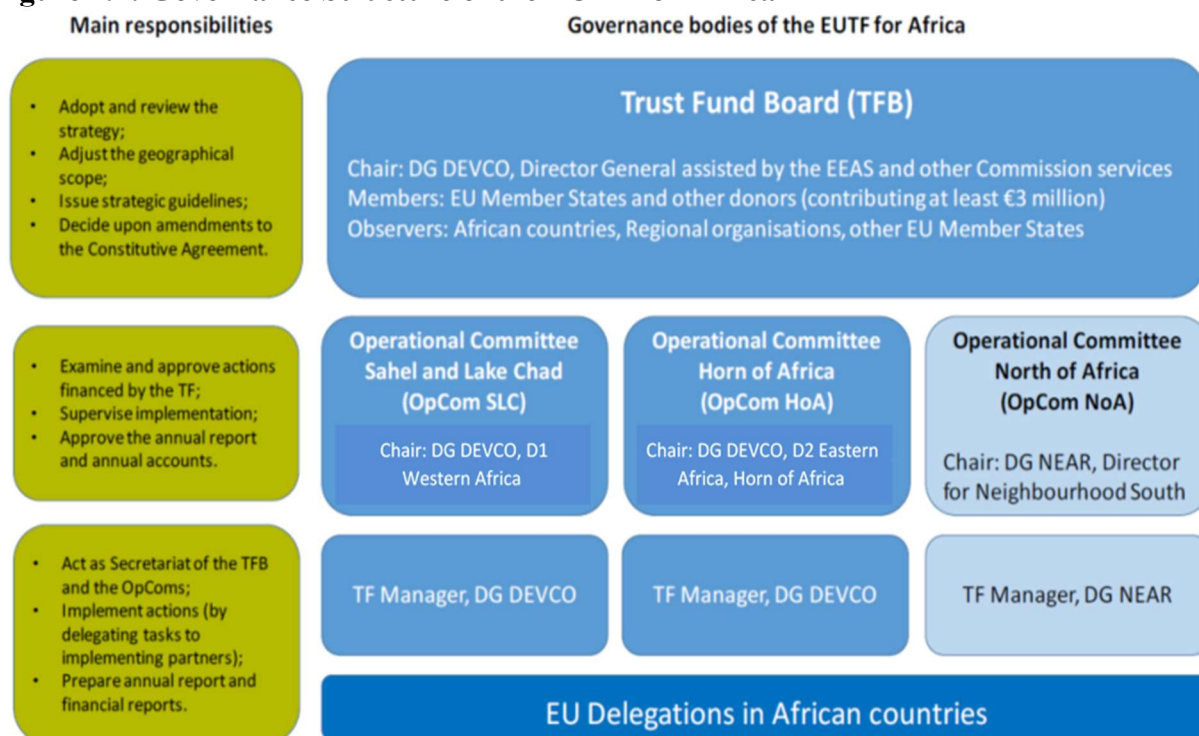 Main responsibilities
Governance bodies of the EUTF for Africa
• Adopt and review the
strategy;
• Adjust the geographical
scope;
• Issue strategic guidelines;
• Decide upon amendments to
the Constitutive Agreement.
Trust Fund Board (TFB)
Chair: DG DEVCO, Director General assisted by the EEAS and other Commission services
Members: EU Member States and other donors (contributing at least €3 million)
Observers: African countries, Regional organisations, other EU Member States
• Examine and approve actions
financed by the TF;
• Supervise implementation;
• Approve the annual report
and annual accounts.
Operational Committee
Sahel and Lake Chad
(OpCom SLC)
Chair: DG DEVCO, D1
Western Africa
Operational Committee
Horn of Africa
(OpCom HoA)
Chair: DG DEVCO, D2 Eastern
Africa, Horn of Africa
Operational Committee
North of Africa
(OpCom NoA)
Chair: DG NEAR, Director
for Neighbourhood South
• Act as Secretariat of the TFB
and the OpComs;
• Implement actions (by
delegating tasks to
implementing partners);
• Prepare annual report and
financial reports.
TF Manager, DG DEVCO
TF Manager, DG DEVCO
TF Manager, DG NEAR
EU Delegations in African countries